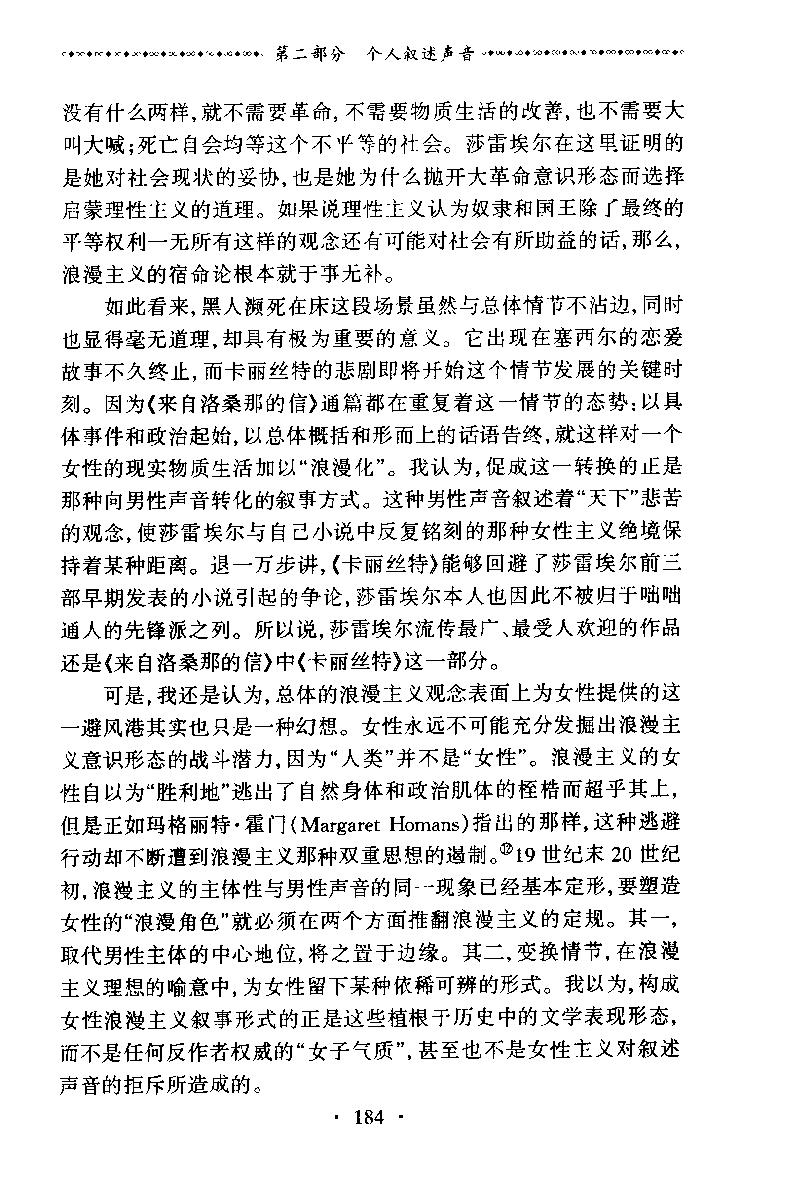 第二部分 个人叙述声音
没有什么两样,就不需要革命,不需要物质生活的改善,也不需要大
叫大喊;死亡自会均等这个不平等的社会。莎雷埃尔在这里证明的
是她对社会现状的妥协,也是她为什么抛开大革命意识形态而选择
启蒙理性主义的道理。如果说理性主义认为奴隶和国王除了最终的
平等权利一无所有这样的观念还有可能对社会有所助益的话,那么,
浪漫主义的宿命论根本就于事无补。
如此看来,黑人濒死在床这段场景虽然与总体情节不沾边,同时
也显得毫无道理,却具有极为重要的意义。它出现在塞西尔的恋爱
故事不久终止,而卡丽丝特的悲剧即将开始这个情节发展的关键时
刻。因为《来自洛桑那的信》通篇都在重复着这一情节的态势:以具
体事件和政治起始,以总体概括和形而上的话语告终,就这样对一个
女性的现实物质生活加以“浪漫化”。我认为,促成这一转换的正是
那种向男性声音转化的叙事方式。这种男性声音叙述着“天下”悲苦
的观念,使莎雷埃尔与自己小说中反复铭刻的那种女性主义绝境保
持着某种距离。退一万步讲,《卡丽丝特》能够回避了莎雷埃尔前三
部早期发表的小说引起的争论,莎雷埃尔本人也因此不被归于咄咄
逼人的先锋派之列。所以说,莎雷埃尔流传最广、最受人欢迎的作品
还是《来自洛桑那的信》中《卡丽丝特》这一部分。
可是,我还是认为,总体的浪漫主义观念表面上为女性提供的这
一避风港其实也只是一种幻想。女性永远不可能充分发掘出浪漫主
义意识形态的战斗潜力,因为“人类”并不是“女性”。浪漫主义的女
性自以为“胜利地”逃出了自然身体和政治肌体的桎梏而超乎其上,
但是正如玛格丽特·霍门(Margaret Homans)指出的那样,这种逃避
行动却不断遭到浪漫主义那种双重思想的遏制。⑫19 世纪末 20 世纪
初,浪漫主义的主体性与男性声音的同一现象已经基本定形,要塑造
女性的“浪漫角色”就必须在两个方面推翻浪漫主义的定规。其一,
取代男性主体的中心地位,将之置于边缘。其二,变换情节,在浪漫
主义理想的喻意中,为女性留下某种依稀可辨的形式。我以为,构成
女性浪漫主义叙事形式的正是这些植根于历史中的文学表现形态,
而不是任何反作者权威的“女子气质”,甚至也不是女性主义对叙述
声音的拒斥所造成的。
· 184 ·